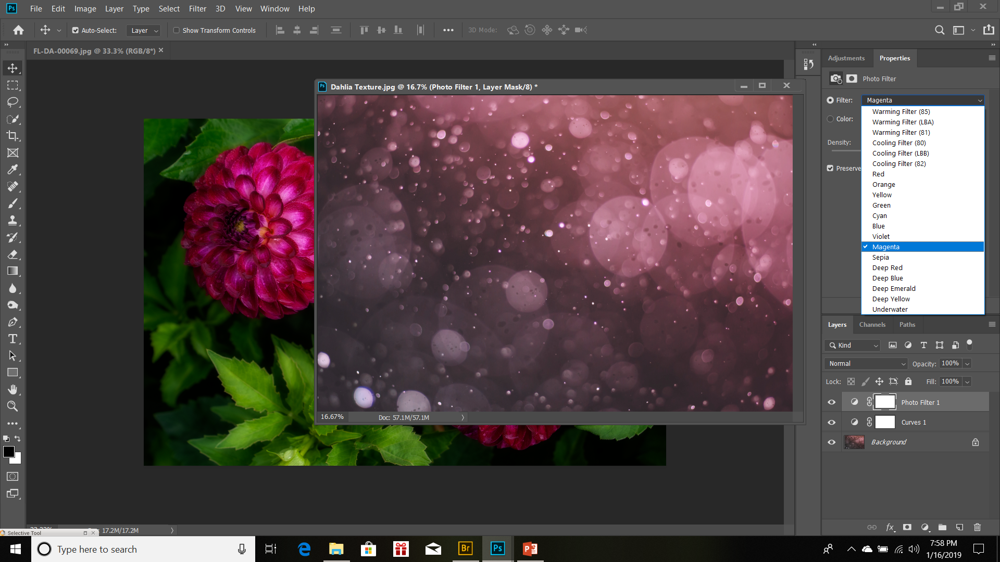 Ps File Edit Image Layer Type Select Filter 3D View Window Help
Auto-Select: Layer Show Transform Controls 3D Mode:
FL-DA-00069.jpg @ 33.3% (RGB/8*) ×
Adjustments Properties
Ps Dahlia Texture.jpg @ 16.7% (Photo Filter 1, Layer Mask/8) *
Photo Filter
Filter: Magenta
Warming Filter (85)
Color:
Warming Filter (LBA)
Warming Filter (81)
Density:
Cooling Filter (80)
Cooling Filter (LBB)
Cooling Filter (82)
Preserve
Red
Orange
Yellow
Green
Cyan
Blue
Violet
Magenta
Sepia
Deep Red
Deep Blue
Deep Emerald
Deep Yellow
Underwater
Layers Channels Paths
Kind
Normal Opacity: 100%
Lock: Fill: 100%
Photo Filter 1
16.67% Doc: 57.1M/57.1M
Curves 1
Background
fx
17.2M/17.2M
Selective Tool
Type here to search
Br Ps
7:58 PM
1/16/2019